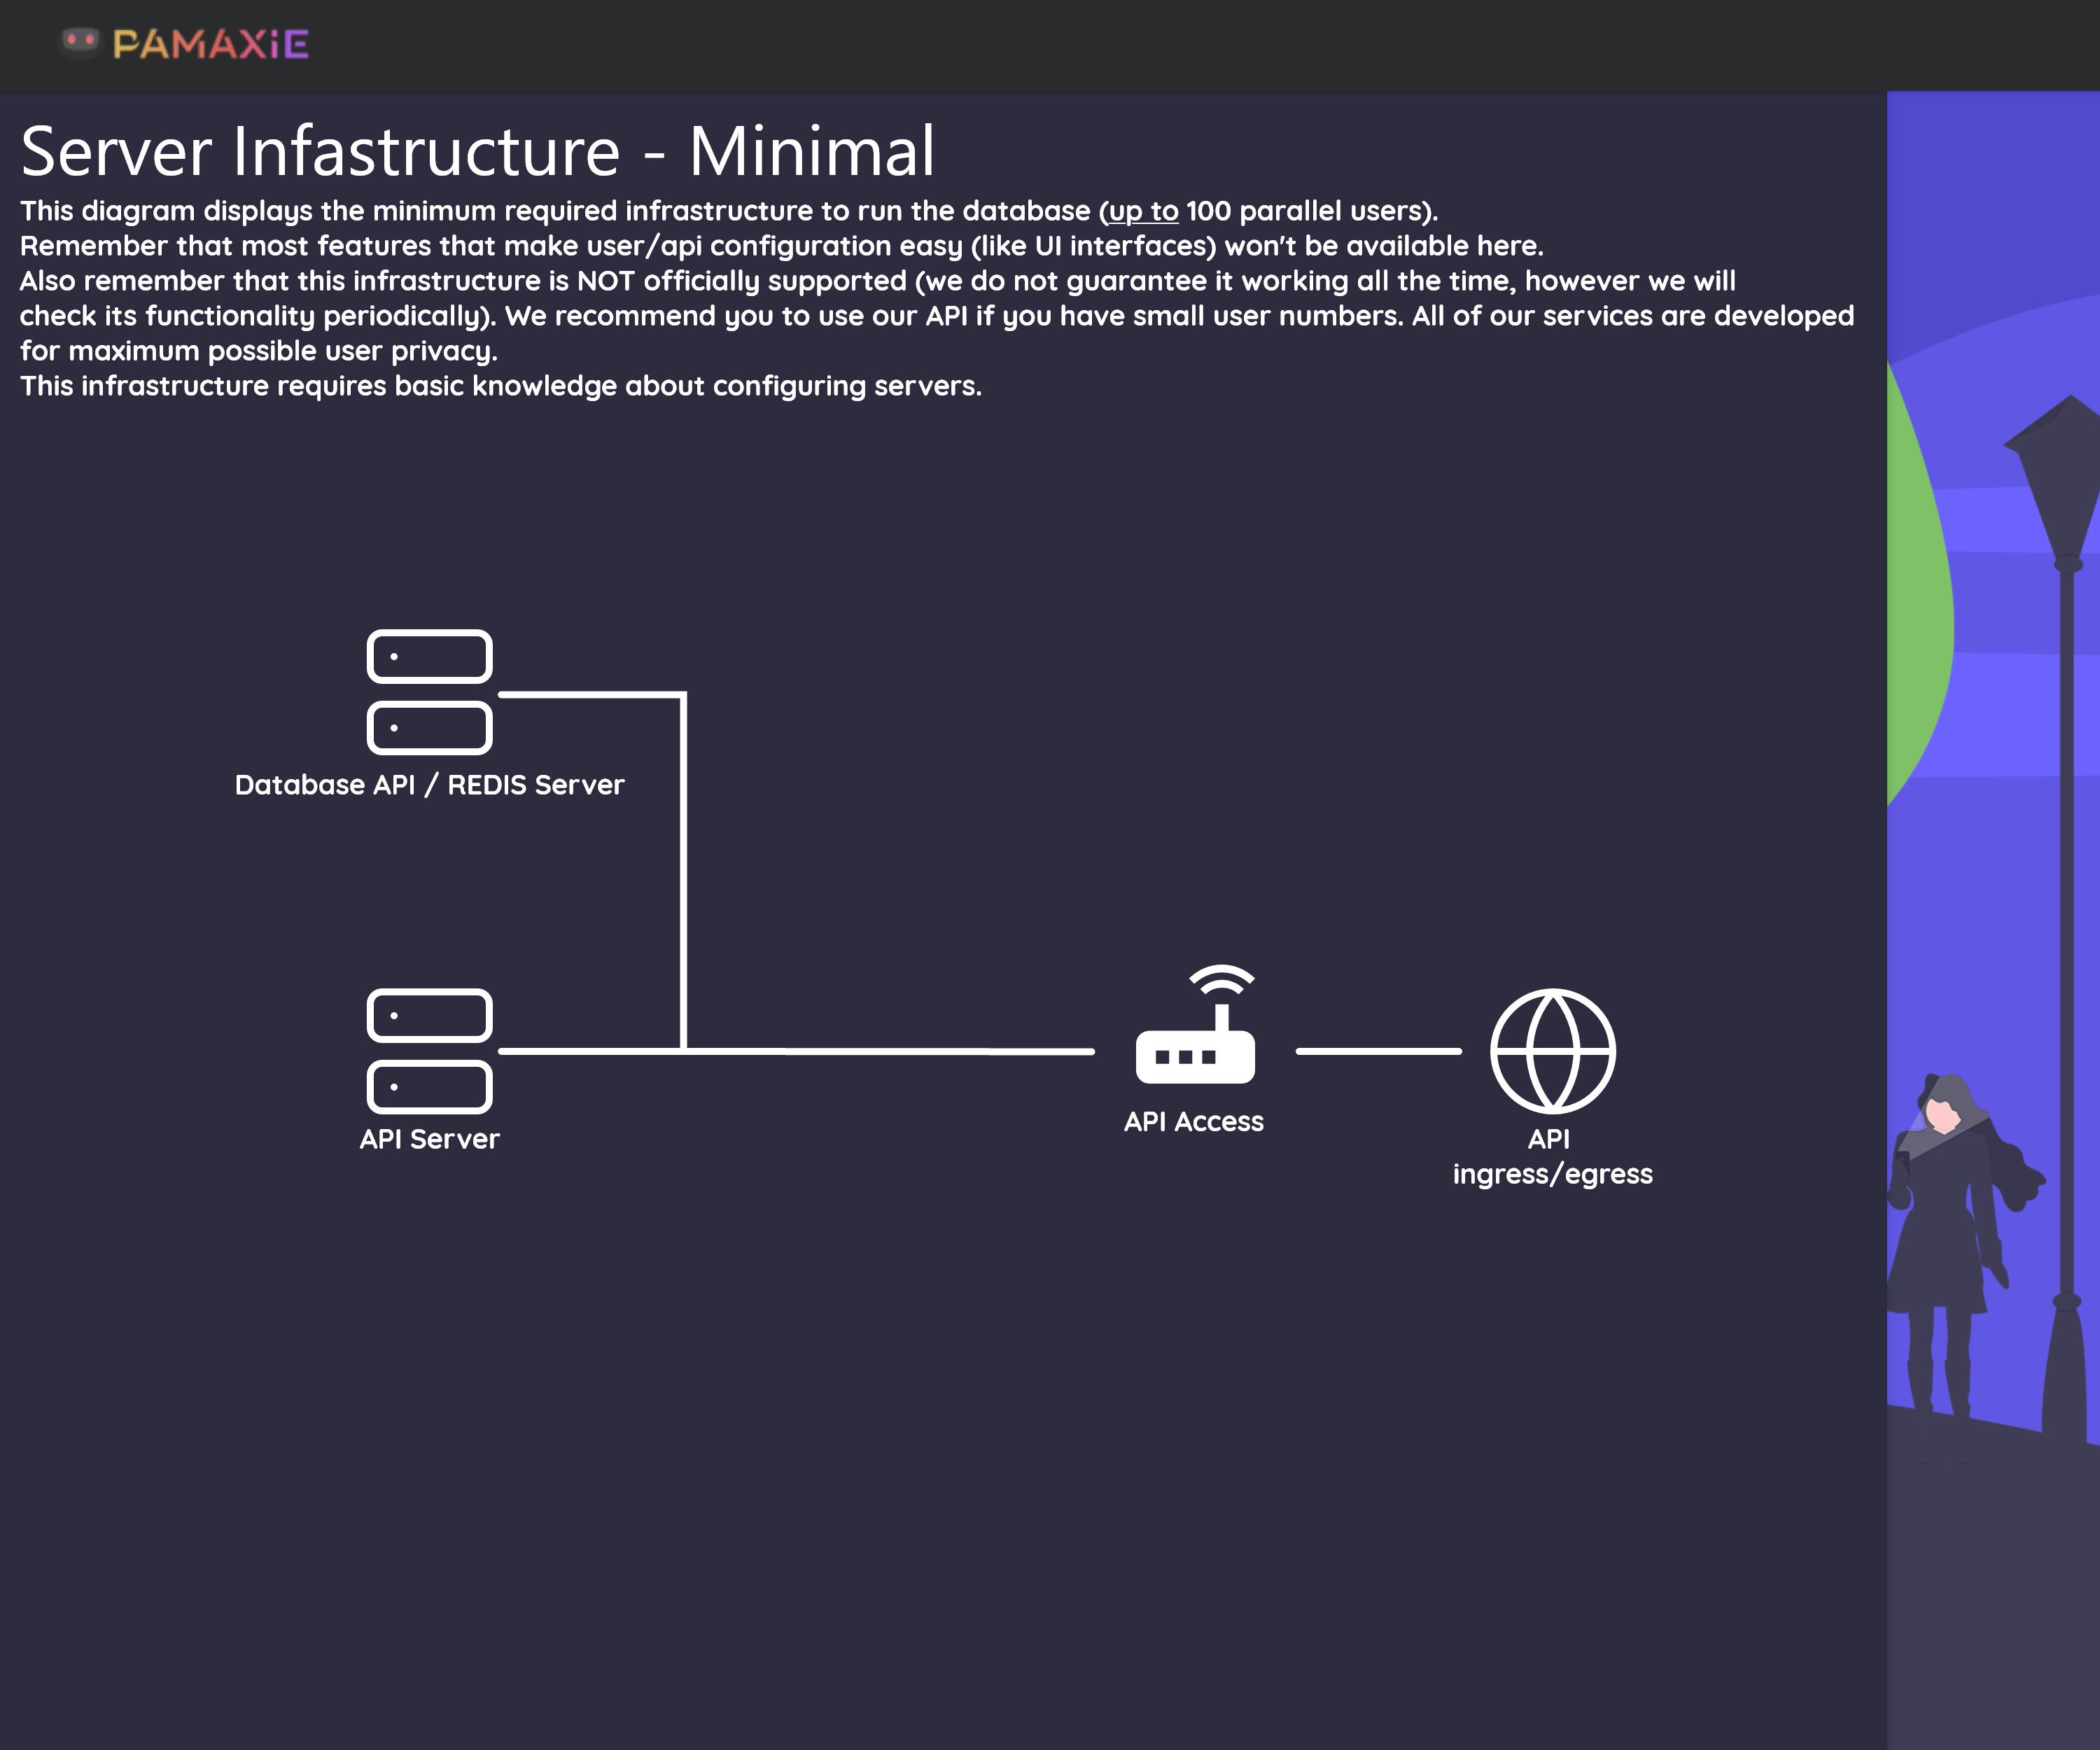 PAMAXiE
Server Infastructure - Minimal
This diagram displays the minimum required infrastructure to run the database (up to 100 parallel users).
Remember that most features that make user/api configuration easy (like UI interfaces) won't be available here.
Also remember that this infrastructure is NOT officially supported (we do not guarantee it working all the time, however we will
check its functionality periodically). We recommend you to use our API if you have small user numbers. All of our services are developed
for maximum possible user privacy.
This infrastructure requires basic knowledge about configuring servers.
Database API / REDIS Server
API Server
API Access
API
ingress/egress